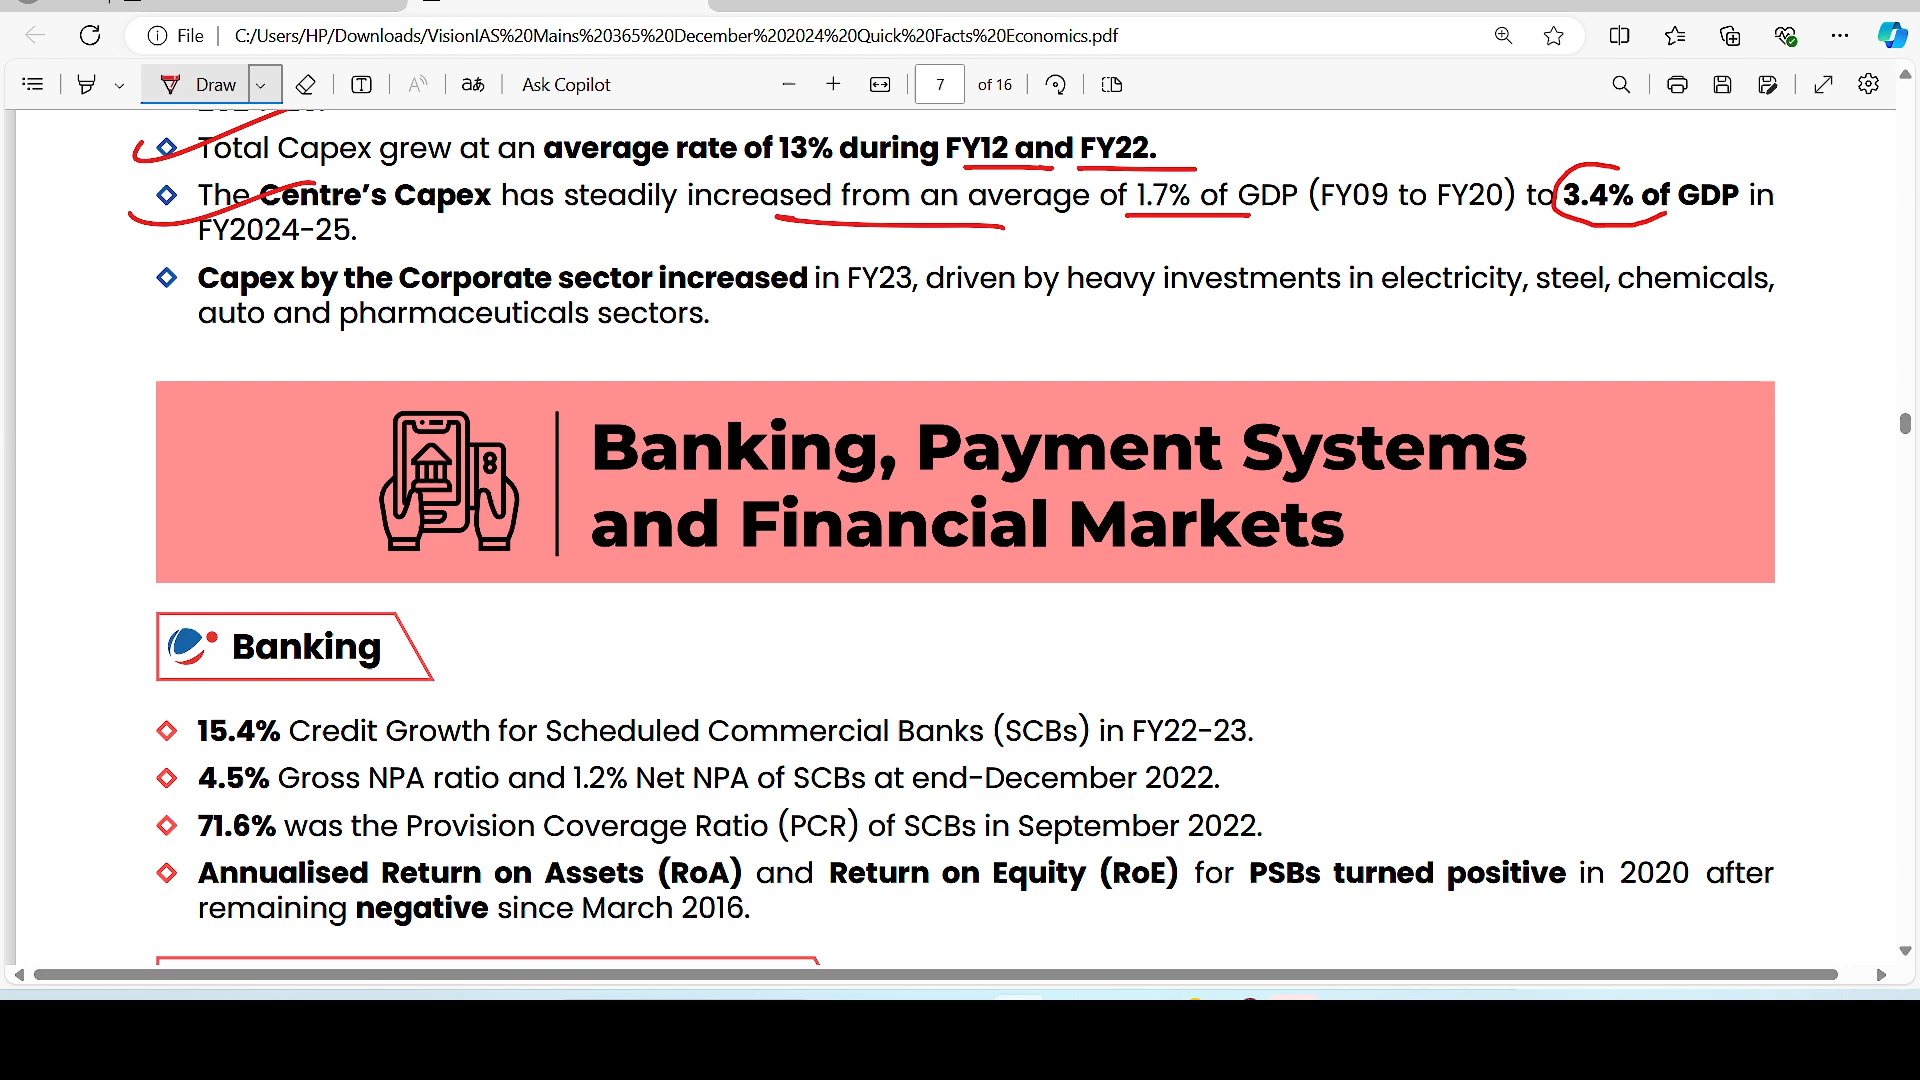 File
C:/Users/HP/Downloads/VisionIAS%20Mains%20365%20December%202024%20Quick%20Facts%20Economics.pdf
Draw
Ask Copilot
7 of 16
Total Capex grew at an average rate of 13% during FY12 and FY22.
The Centre's Capex has steadily increased from an average of 1.7% of GDP (FY09 to FY20) to 3.4% of GDP in
FY2024-25.
Capex by the Corporate sector increased in FY23, driven by heavy investments in electricity, steel, chemicals,
auto and pharmaceuticals sectors.
Banking, Payment Systems
and Financial Markets
Banking
15.4% Credit Growth for Scheduled Commercial Banks (SCBs) in FY22-23.
4.5% Gross NPA ratio and 1.2% Net NPA of SCBs at end-December 2022.
71.6% was the Provision Coverage Ratio (PCR) of SCBs in September 2022.
Annualised Return on Assets (RoA) and Return on Equity (RoE) for PSBs turned positive in 2020 after
remaining negative since March 2016.